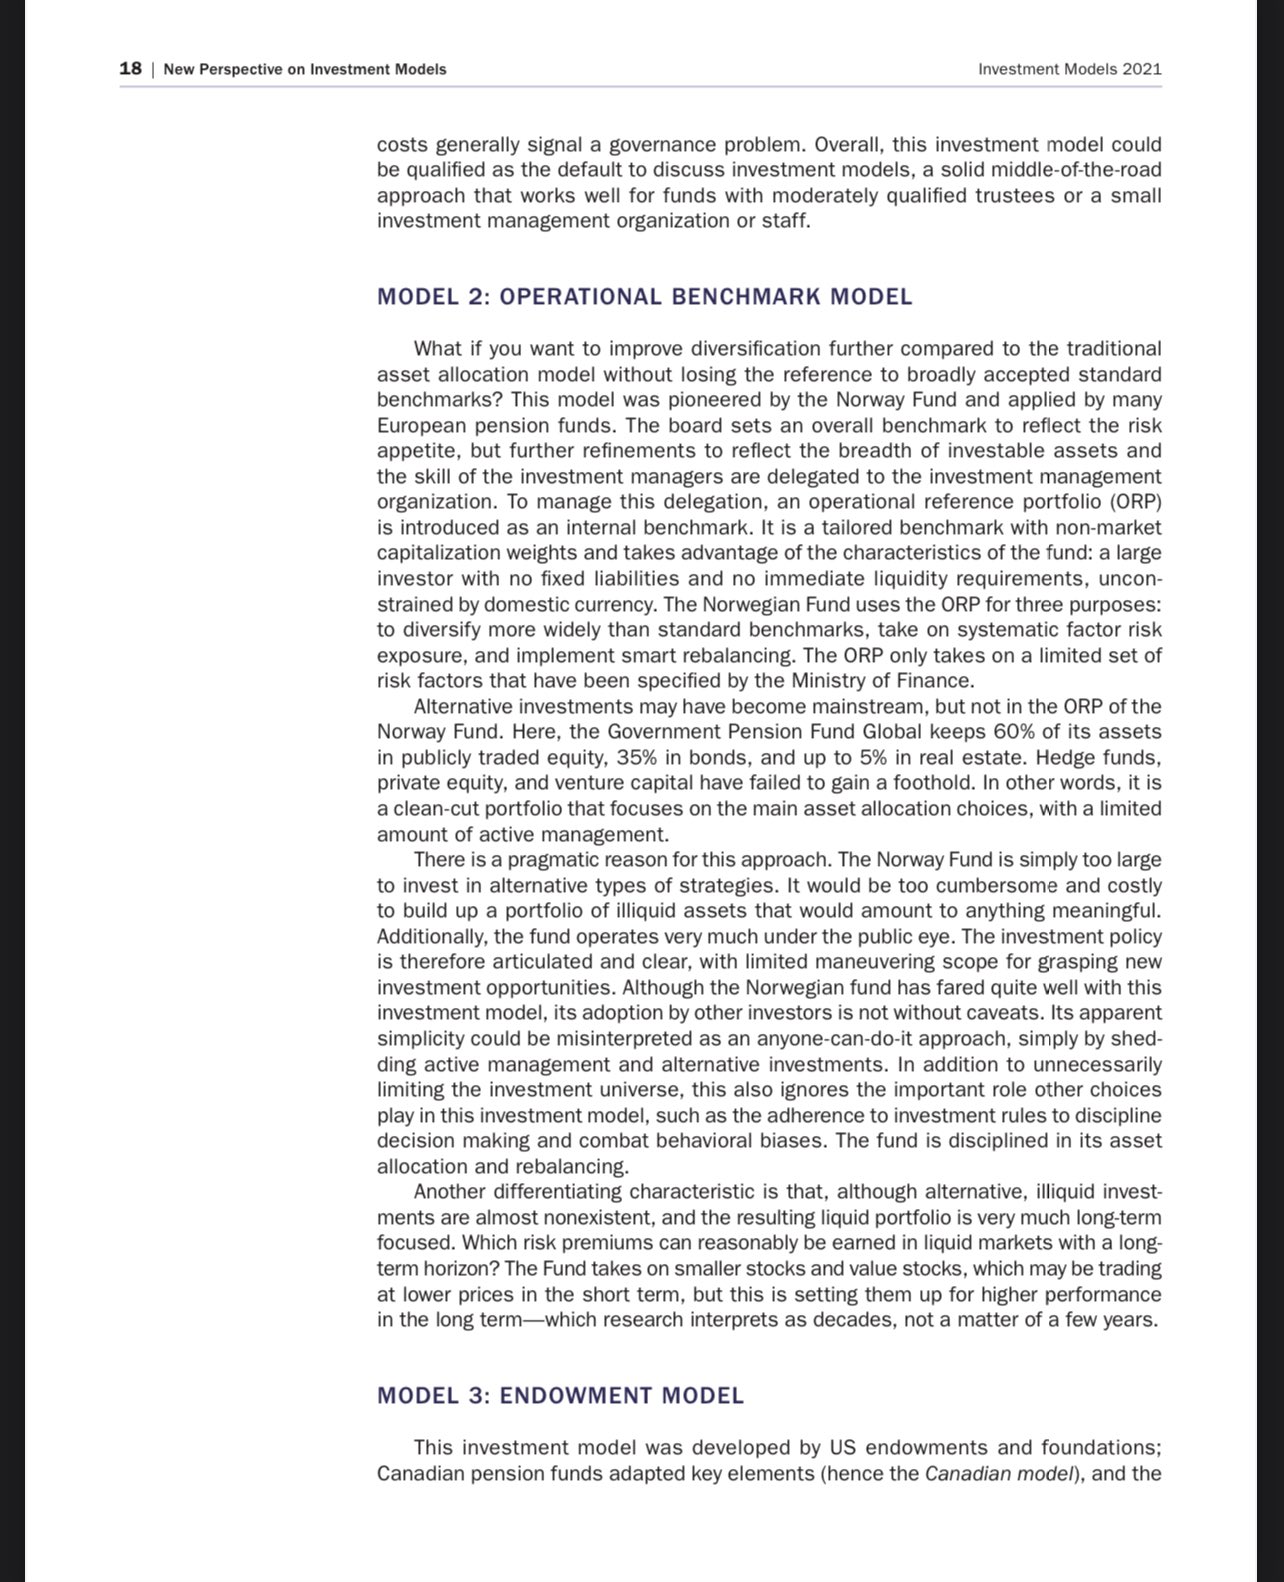 18 | New Perspective on Investment Models
Investment Models 2021
costs generally signal a governance problem. Overall, this investment model could
be qualified as the default to discuss investment models, a solid middle-of-the-road
approach that works well for funds with moderately qualified trustees or a small
investment management organization or staff.
MODEL 2: OPERATIONAL BENCHMARK MODEL
What if you want to improve diversification further compared to the traditional
asset allocation model without losing the reference to broadly accepted standard
benchmarks? This model was pioneered by the Norway Fund and applied by many
European pension funds. The board sets an overall benchmark to reflect the risk
appetite, but further refinements to reflect the breadth of investable assets and
the skill of the investment managers are delegated to the investment management
organization. To manage this delegation, an operational reference portfolio (ORP)
is introduced as an internal benchmark. It is a tailored benchmark with non-market
capitalization weights and takes advantage of the characteristics of the fund: a large
investor with no fixed liabilities and no immediate liquidity requirements, uncon-
strained by domestic currency. The Norwegian Fund uses the ORP for three purposes:
to diversify more widely than standard benchmarks, take on systematic factor risk
exposure, and implement smart rebalancing. The ORP only takes on a limited set of
risk factors that have been specified by the Ministry of Finance.
Alternative investments may have become mainstream, but not in the ORP of the
Norway Fund. Here, the Government Pension Fund Global keeps 60% of its assets
in publicly traded equity, 35% in bonds, and up to 5% in real estate. Hedge funds,
private equity, and venture capital have failed to gain a foothold. In other words, it is
a clean-cut portfolio that focuses on the main asset allocation choices, with a limited
amount of active management.
There is a pragmatic reason for this approach. The Norway Fund is simply too large
to invest in alternative types of strategies. It would be too cumbersome and costly
to build up a portfolio of illiquid assets that would amount to anything meaningful.
Additionally, the fund operates very much under the public eye. The investment policy
is therefore articulated and clear, with limited maneuvering scope for grasping new
investment opportunities. Although the Norwegian fund has fared quite well with this
investment model, its adoption by other investors is not without caveats. Its apparent
simplicity could be misinterpreted as an anyone-can-do-it approach, simply by shed-
ding active management and alternative investments. In addition to unnecessarily
limiting the investment universe, this also ignores the important role other choices
play in this investment model, such as the adherence to investment rules to discipline
decision making and combat behavioral biases. The fund is disciplined in its asset
allocation and rebalancing.
Another differentiating characteristic is that, although alternative, illiquid invest-
ments are almost nonexistent, and the resulting liquid portfolio is very much long-term
focused. Which risk premiums can reasonably be earned in liquid markets with a long-
term horizon? The Fund takes on smaller stocks and value stocks, which may be trading
at lower prices in the short term, but this is setting them up for higher performance
in the long term—which research interprets as decades, not a matter of a few years.
MODEL 3: ENDOWMENT MODEL
This investment model was developed by US endowments and foundations;
Canadian pension funds adapted key elements (hence the Canadian model), and the